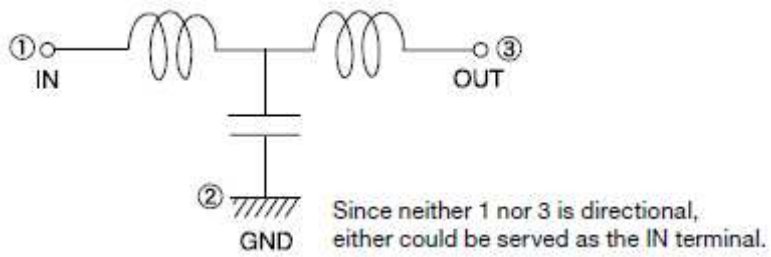 ① ③
IN OUT
②
GND
Since neither 1 nor 3 is directional,
either could be served as the IN terminal.